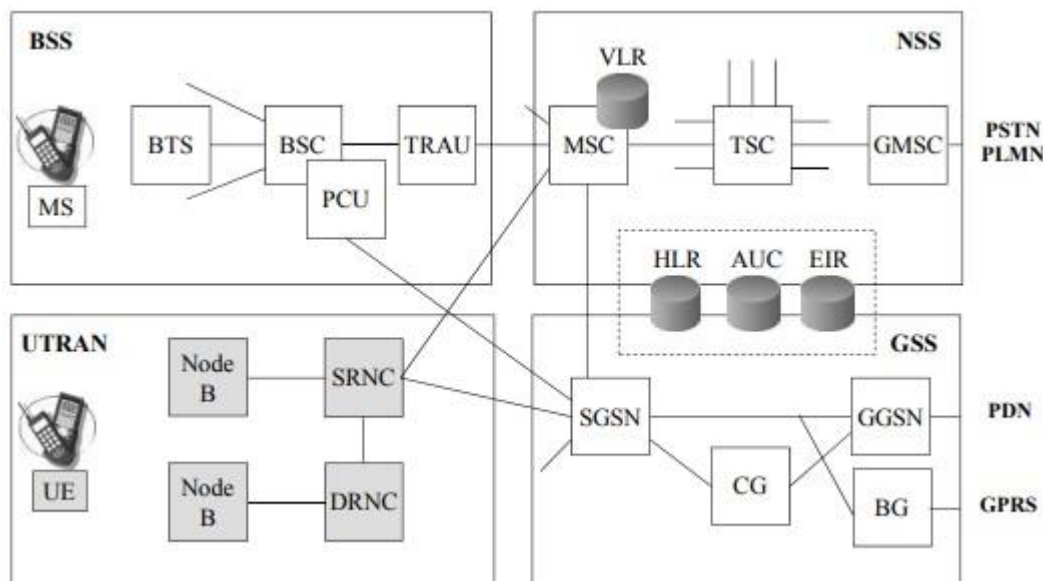 BSS
NSS
VLR
BTS
BSC
TRAU
MSC
TSC
GMSC
PSTN
PLMN
MS
PCU
HLR
AUC
EIR
UTRAN
GSS
Node
B
SRNC
SGSN
GGSN
PDN
UE
Node
B
DRNC
CG
BG
GPRS